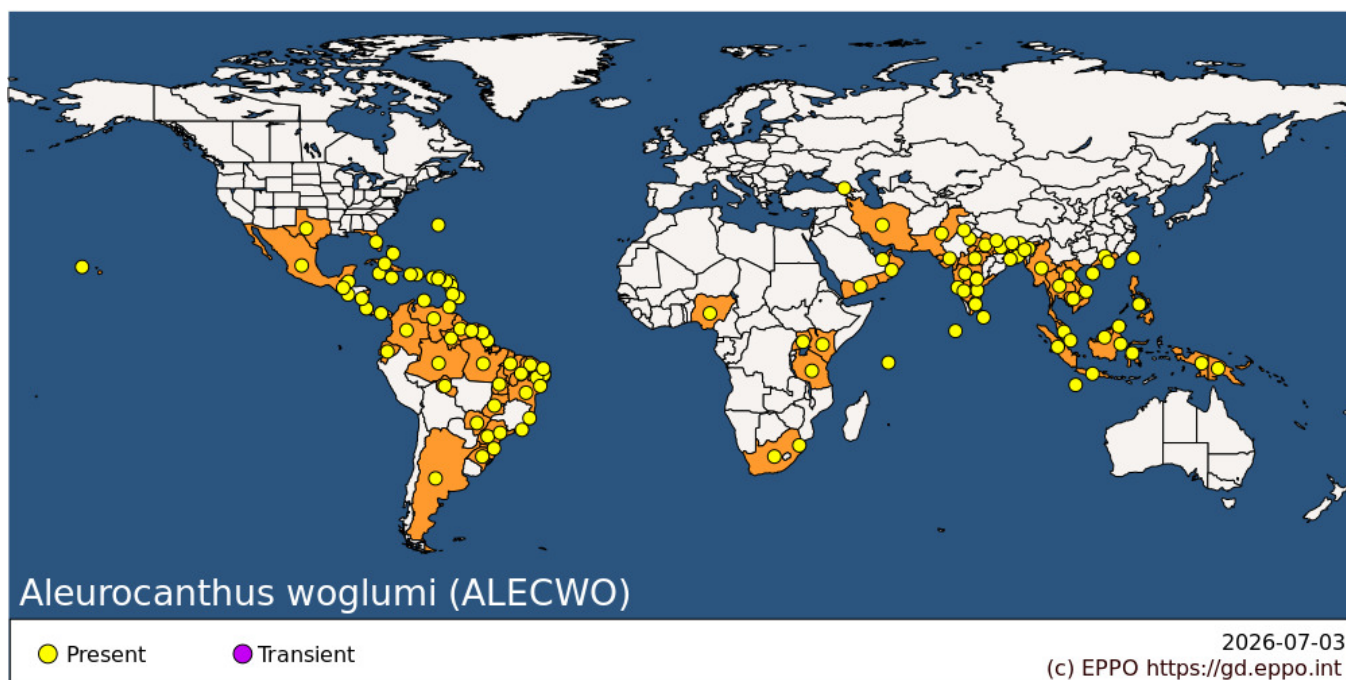 Aleurocanthus woglumi (ALECWO)
Present
Transient
2026-07-03
(c) EPPO https://gd.eppo.int